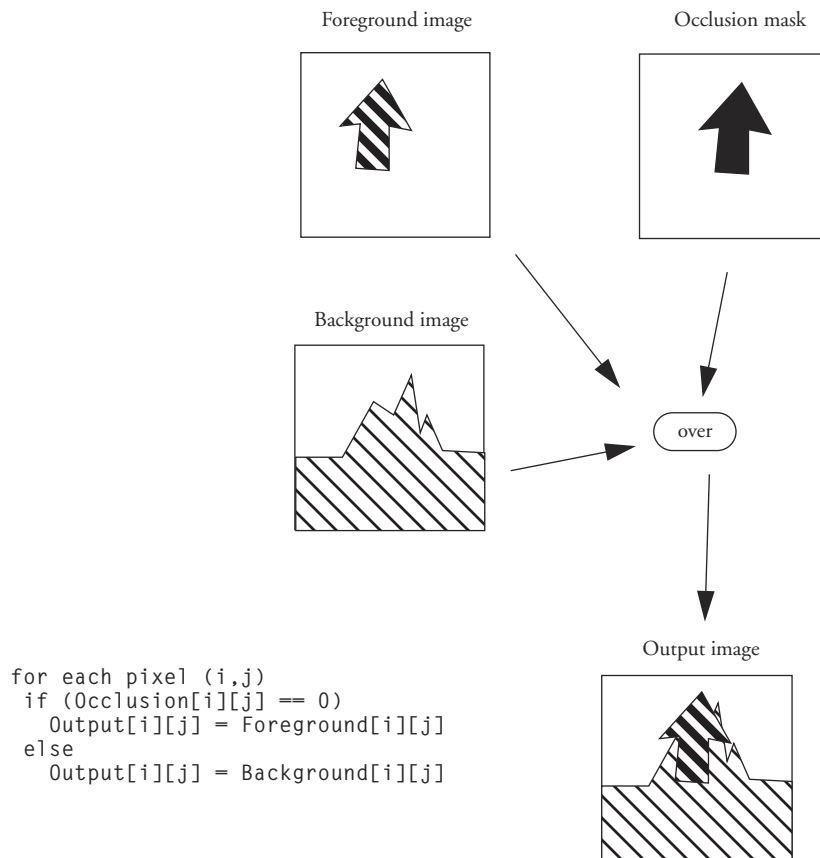 Foreground image
Occlusion mask
Background image
over
Output image
for each pixel (i,j)
if (Occlusion[i][j] == 0)
Output[i][j] = Foreground[i][j]
else
Output[i][j] = Background[i][j]